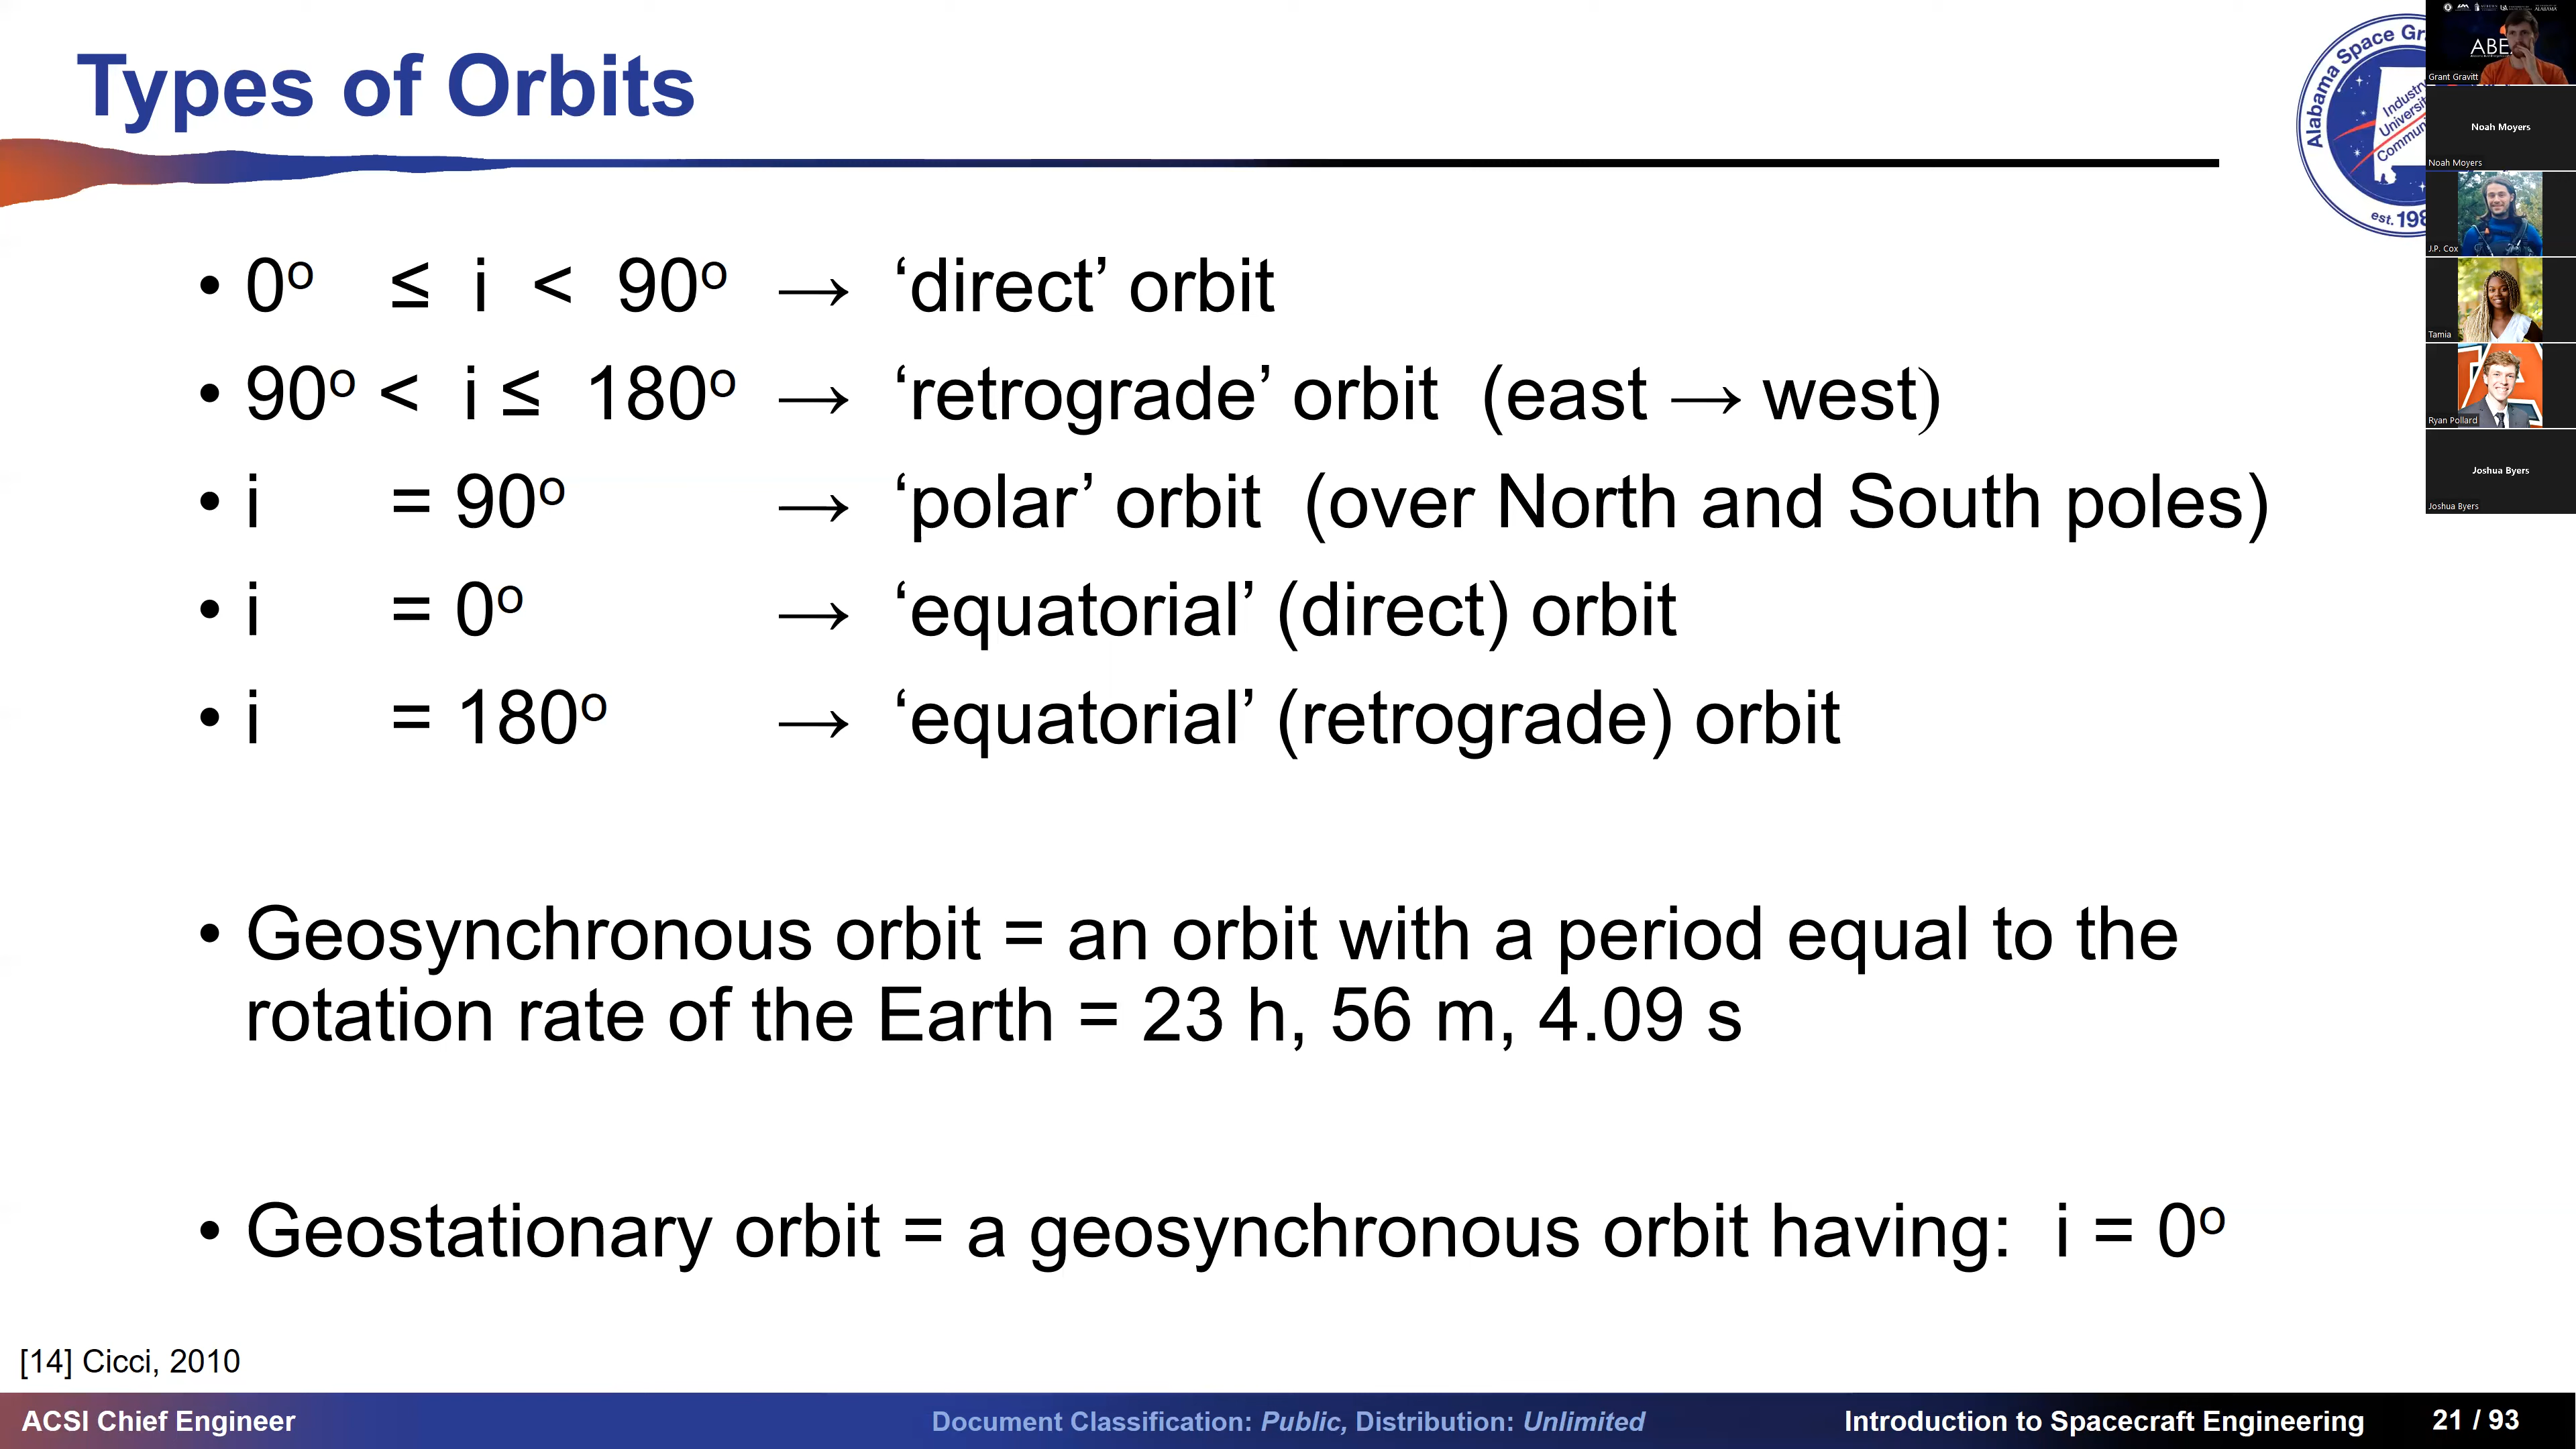 Types of Orbits
• 0º ≤ i < 90º → ‘direct’ orbit
• 90º < i ≤ 180º → ‘retrograde’ orbit (east → west)
• i = 90º → ‘polar’ orbit (over North and South poles)
• i = 0º → ‘equatorial’ (direct) orbit
• i = 180º → ‘equatorial’ (retrograde) orbit
• Geosynchronous orbit = an orbit with a period equal to the
rotation rate of the Earth = 23 h, 56 m, 4.09 s
• Geostationary orbit = a geosynchronous orbit having: i = 0º
[14] Cicci, 2010
ACSI Chief Engineer
Document Classification: Public, Distribution: Unlimited
Introduction to Spacecraft Engineering
21 / 93
Alabama Space
est.
Grant Gravitt
Noah Moyers
Noah Moyers
J.P. Cox
Tamia
Ryan Pollard
Joshua Byers
Joshua Byers